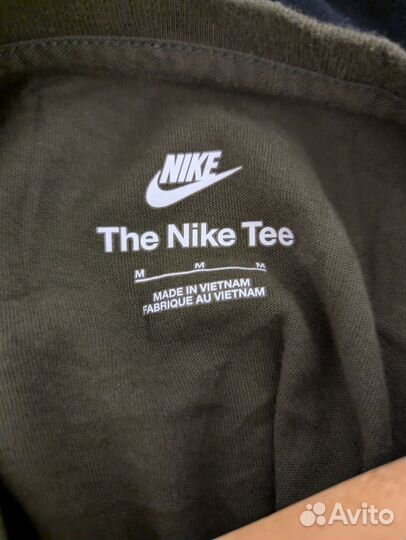 NIKE
The Nike Tee
M M M
MADE IN VIETNAM
FABRIQUE AU VIETNAM
Avito